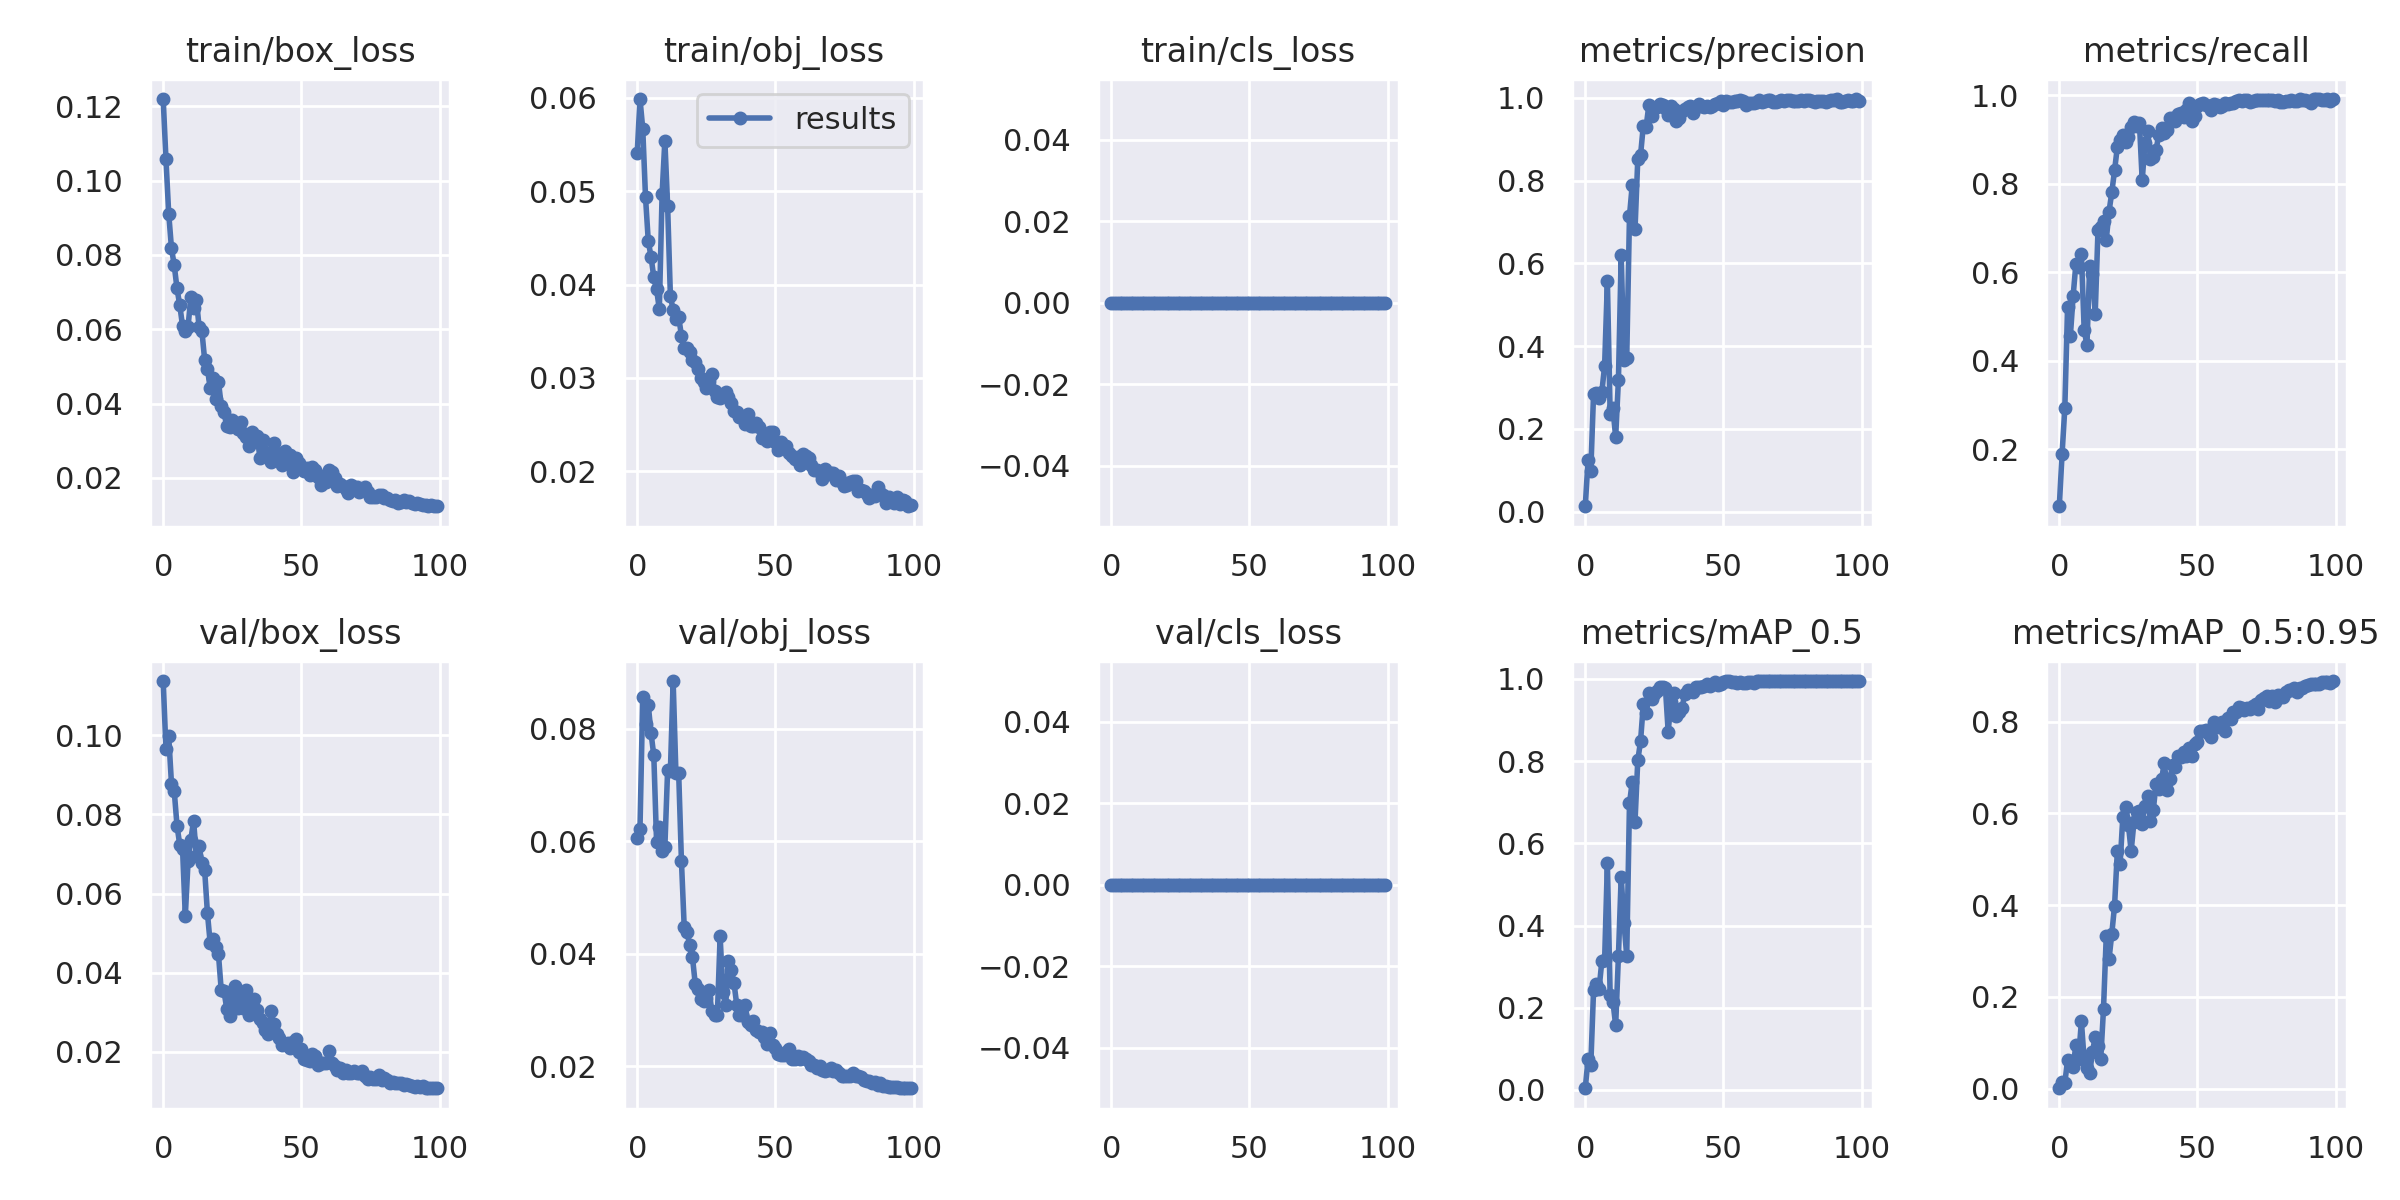 train/box_loss
0.12
0.10
0.08
0.06
0.04
0.02
0 50 100
train/obj_loss
results
0.06
0.05
0.04
0.03
0.02
0 50 100
train/cls_loss
0.04
0.02
0.00
−0.02
−0.04
0 50 100
metrics/precision
1.0
0.8
0.6
0.4
0.2
0.0
0 50 100
metrics/recall
1.0
0.8
0.6
0.4
0.2
0 50 100
val/box_loss
0.10
0.08
0.06
0.04
0.02
0 50 100
val/obj_loss
0.08
0.06
0.04
0.02
0 50 100
val/cls_loss
0.04
0.02
0.00
−0.02
−0.04
0 50 100
metrics/mAP_0.5
1.0
0.8
0.6
0.4
0.2
0.0
0 50 100
metrics/mAP_0.5:0.95
0.8
0.6
0.4
0.2
0.0
0 50 100